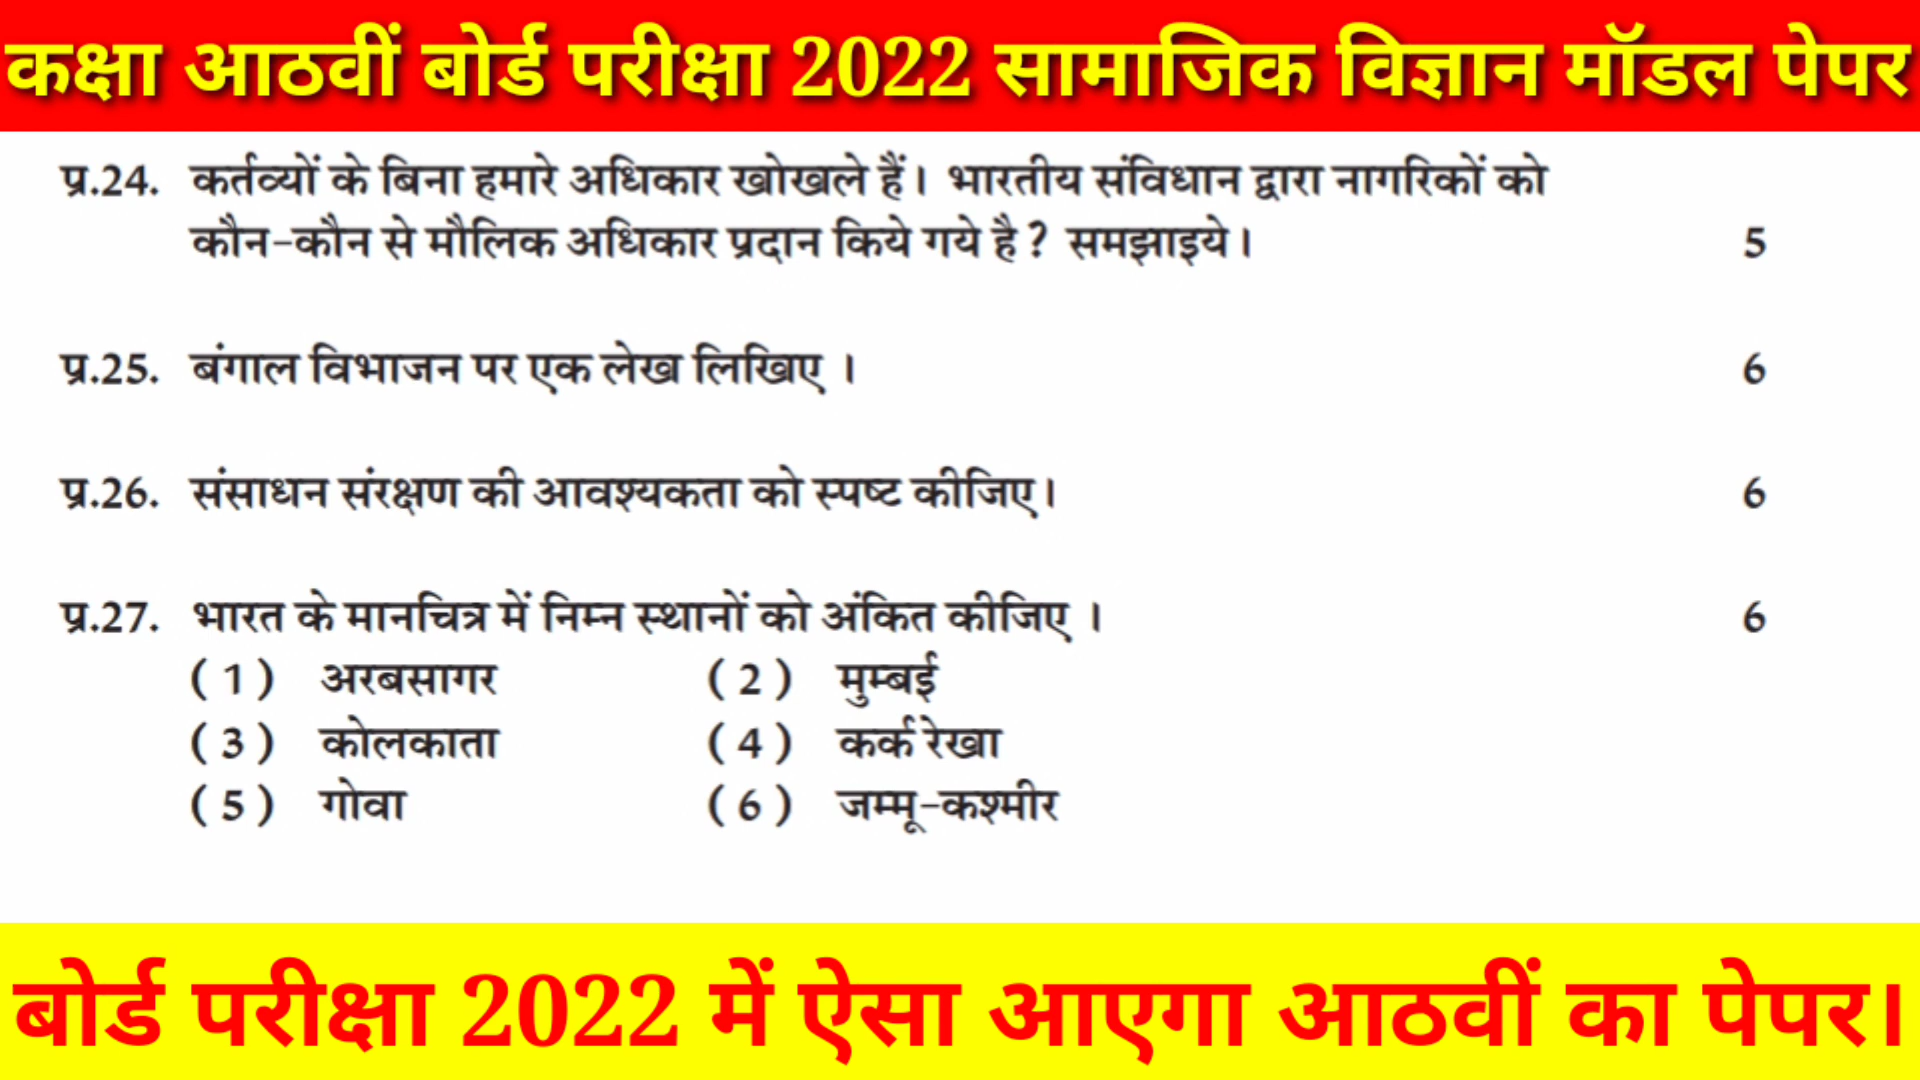 कक्षा आठवीं बोर्ड परीक्षा 2022 सामाजिक विज्ञान मॉडल पेपर
प्र.24. कर्तव्यों के बिना हमारे अधिकार खोखले हैं। भारतीय संविधान द्वारा नागरिकों को
कौन-कौन से मौलिक अधिकार प्रदान किये गये है ? समझाइये। 5
प्र.25. बंगाल विभाजन पर एक लेख लिखिए । 6
प्र.26. संसाधन संरक्षण की आवश्यकता को स्पष्ट कीजिए। 6
प्र.27. भारत के मानचित्र में निम्न स्थानों को अंकित कीजिए । 6
( 1 ) अरबसागर ( 2 ) मुम्बई
( 3 ) कोलकाता ( 4 ) कर्क रेखा
( 5 ) गोवा ( 6 ) जम्मू-कश्मीर
बोर्ड परीक्षा 2022 में ऐसा आएगा आठवीं का पेपर।